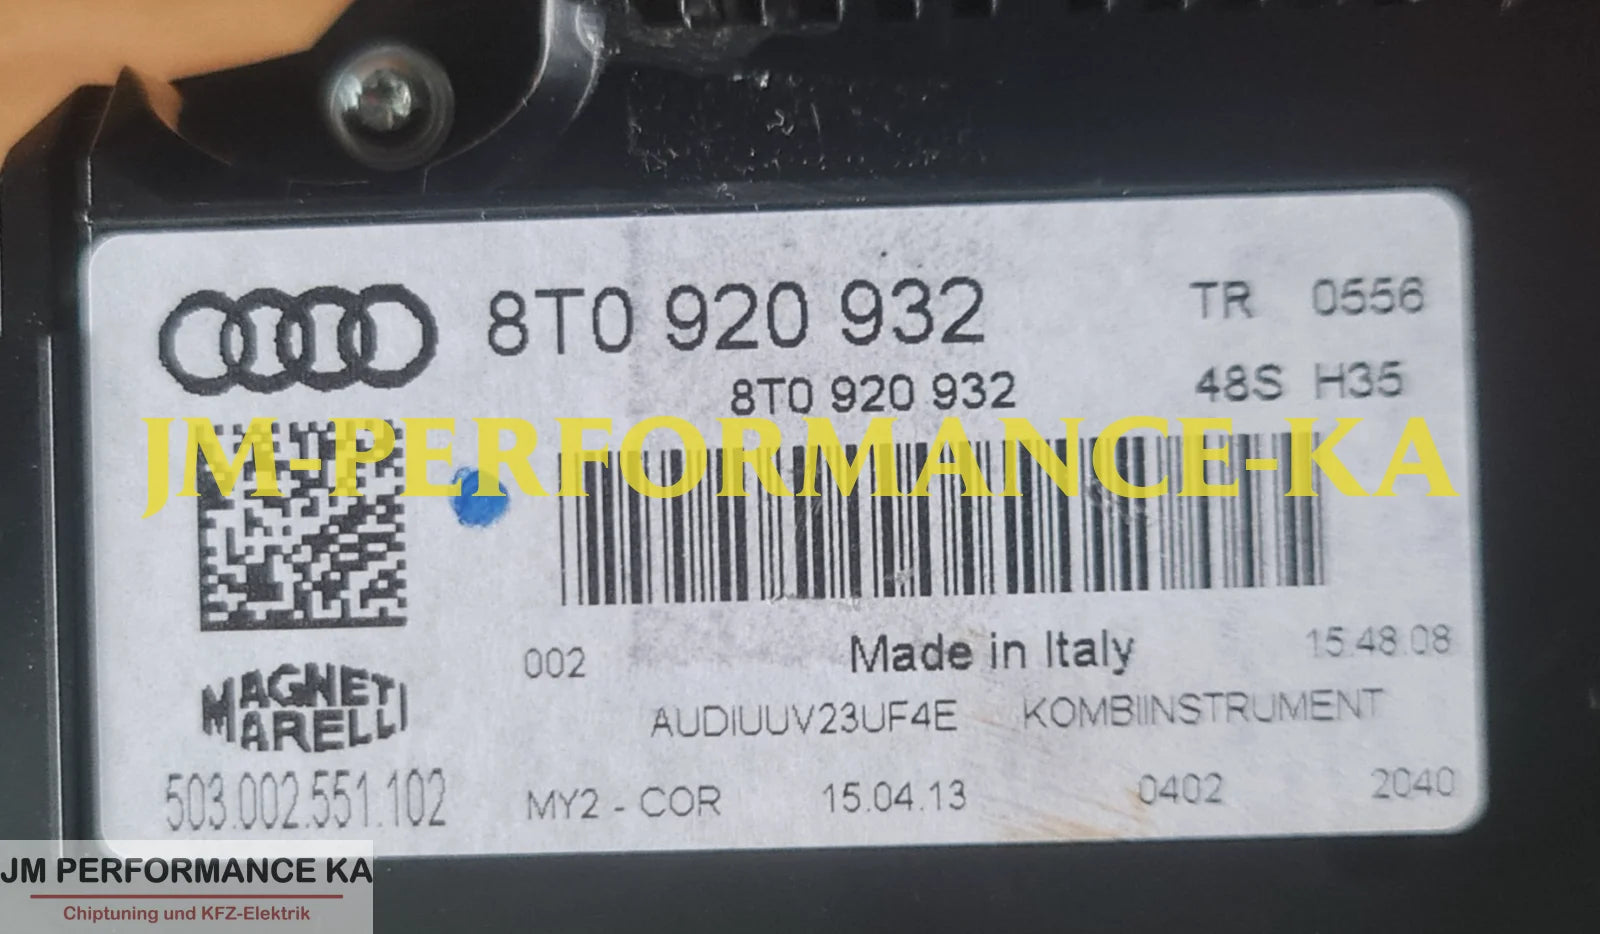 8T0 920 932
TR 0556
8T0 920 932
48S H35
JM-PERFORMANCE-KA
002
Made in Italy
15.48.08
MAGNETI
MARELLI
AUDIUUV23UF4E KOMBIINSTRUMENT
503.002.551.102
MY2 - COR 15.04.13 0402 2040
JM PERFORMANCE KA
Chiptuning und KFZ-Elektrik